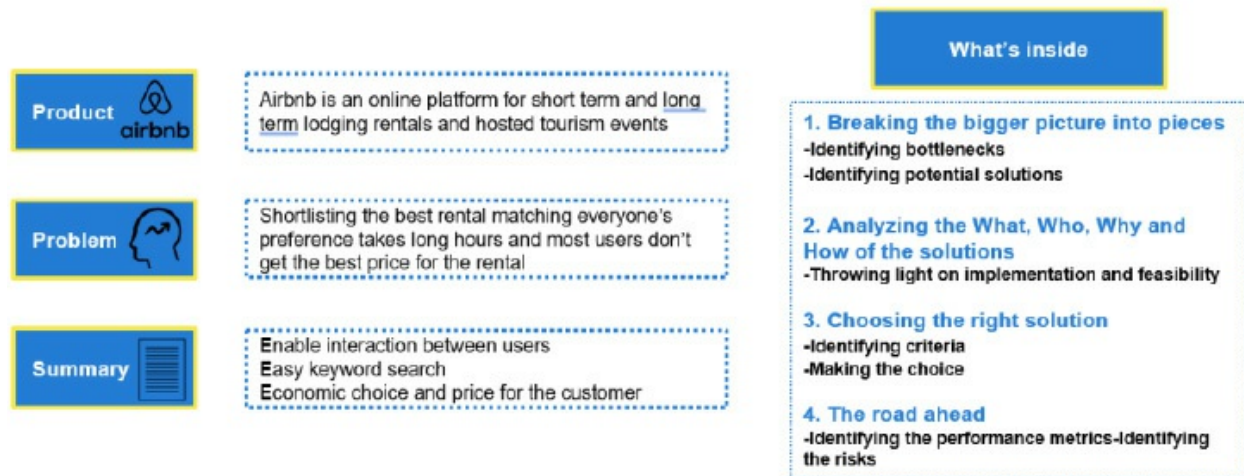 Product
airbnb
Airbnb is an online platform for short term and long
term lodging rentals and hosted tourism events
Problem
Shortlisting the best rental matching everyone's
preference takes long hours and most users don't
get the best price for the rental
Summary
Enable interaction between users
Easy keyword search
Economic choice and price for the customer
What's inside
1. Breaking the bigger picture into pieces
-Identifying bottlenecks
-Identifying potential solutions
2. Analyzing the What, Who, Why and
How of the solutions
-Throwing light on implementation and feasibility
3. Choosing the right solution
-Identifying criteria
-Making the choice
4. The road ahead
-Identifying the performance metrics-Identifying
the risks